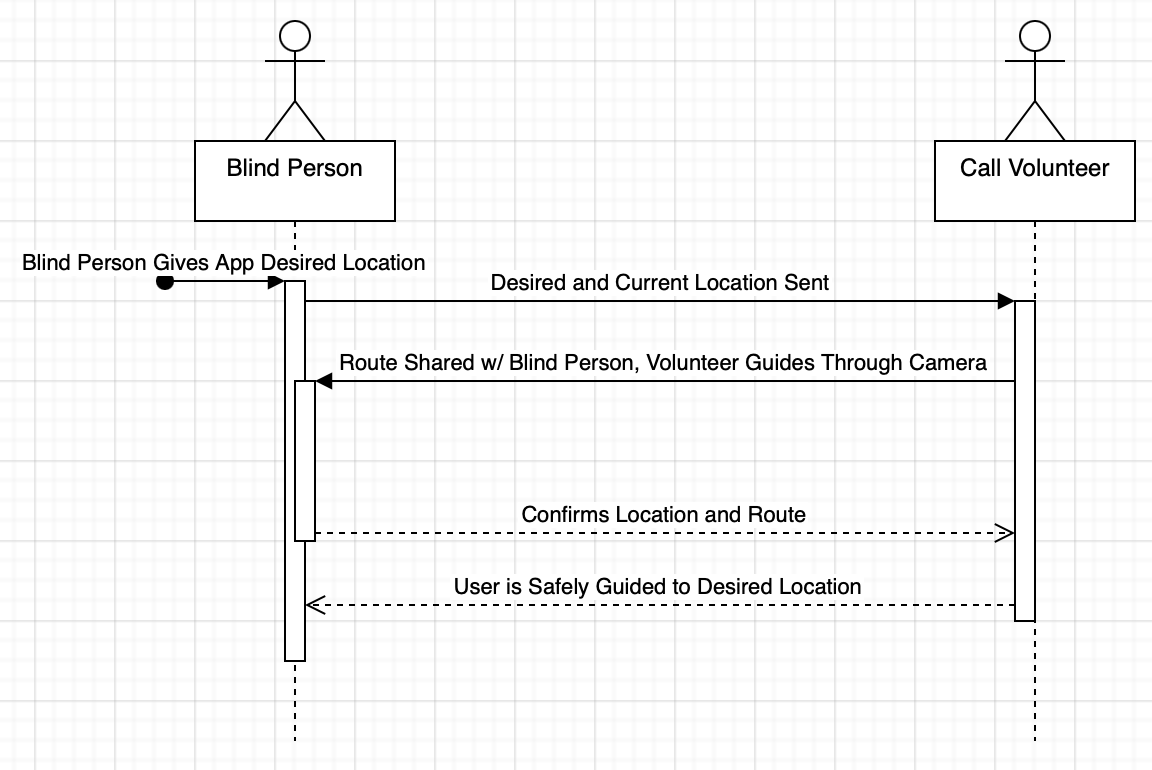 Blind Person
Call Volunteer
Blind Person Gives App Desired Location
Desired and Current Location Sent
Route Shared w/ Blind Person, Volunteer Guides Through Camera
Confirms Location and Route
User is Safely Guided to Desired Location